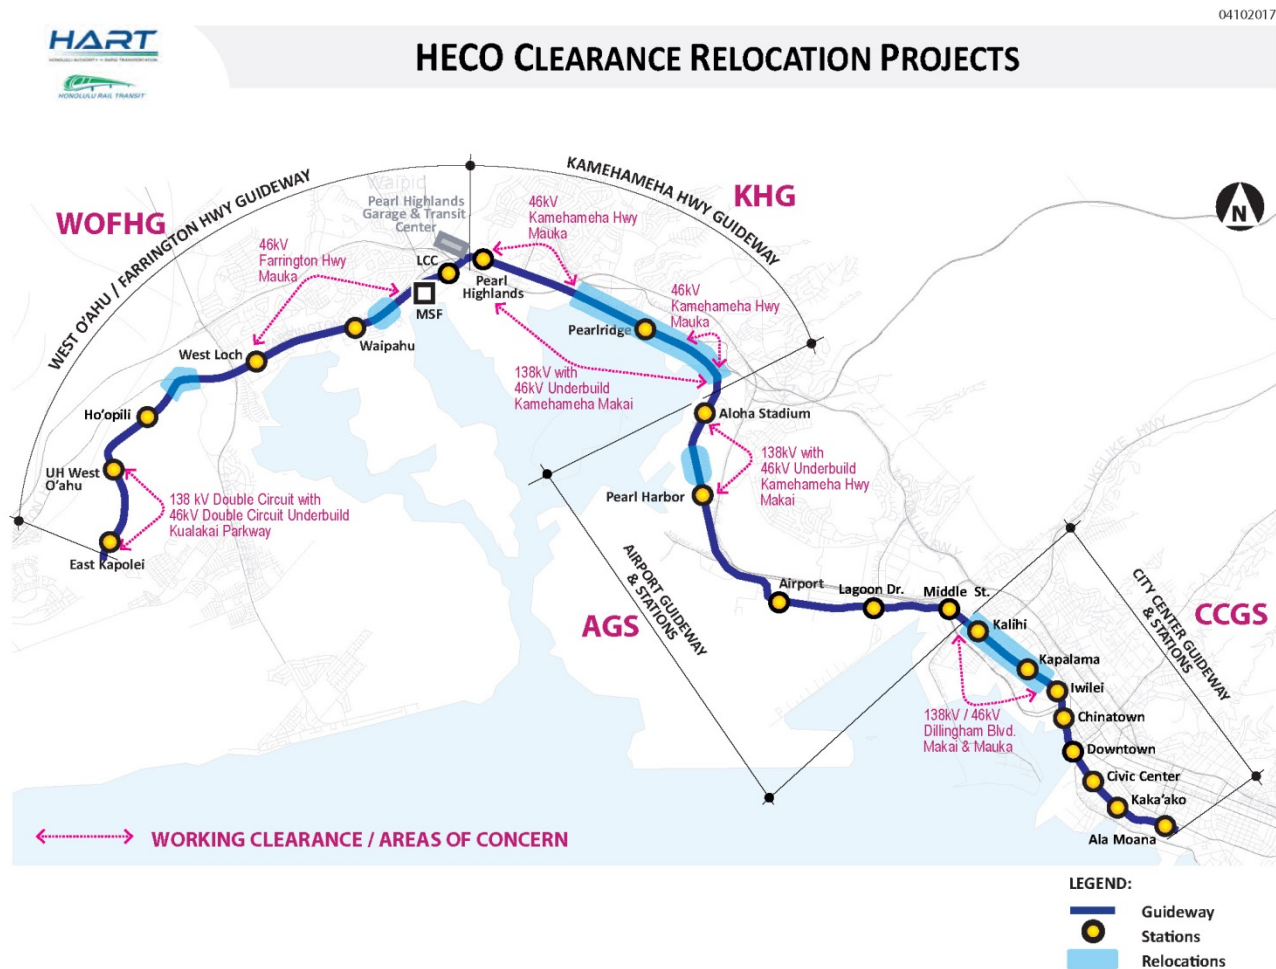 04102017
HART
HONOLULU AUTHORITY for RAPID TRANSPORTATION
HONOLULU RAIL TRANSIT
HECO CLEARANCE RELOCATION PROJECTS
WOFHG
WEST O'AHU / FARRINGTON HWY GUIDEWAY
KAMEHAMEHA HWY GUIDEWAY
KHG
N
Pearl Highlands
Garage & Transit
Center
46kV
Kamehameha Hwy
Mauka
46kV
Farrington Hwy
Mauka
LCC
Pearl
Highlands
MSF
46kV
Kamehameha Hwy
Mauka
Pearlridge
Waipahu
West Loch
138kV with
46kV Underbuild
Kamehameha Makai
Ho'opili
Aloha Stadium
UH West
O'ahu
138kV with
46kV Underbuild
Kamehameha Hwy
Makai
Pearl Harbor
138 kV Double Circuit with
46kV Double Circuit Underbuild
Kualakai Parkway
East Kapolei
AIRPORT GUIDEWAY
& STATIONS
AGS
Airport
Lagoon Dr.
Middle St.
CITY CENTER GUIDEWAY
& STATIONS
CCGS
Kalihi
Kapalama
Iwilei
138kV / 46kV
Dillingham Blvd.
Makai & Mauka
Chinatown
Downtown
Civic Center
Kaka'ako
Ala Moana
WORKING CLEARANCE / AREAS OF CONCERN
LEGEND:
Guideway
Stations
Relocations